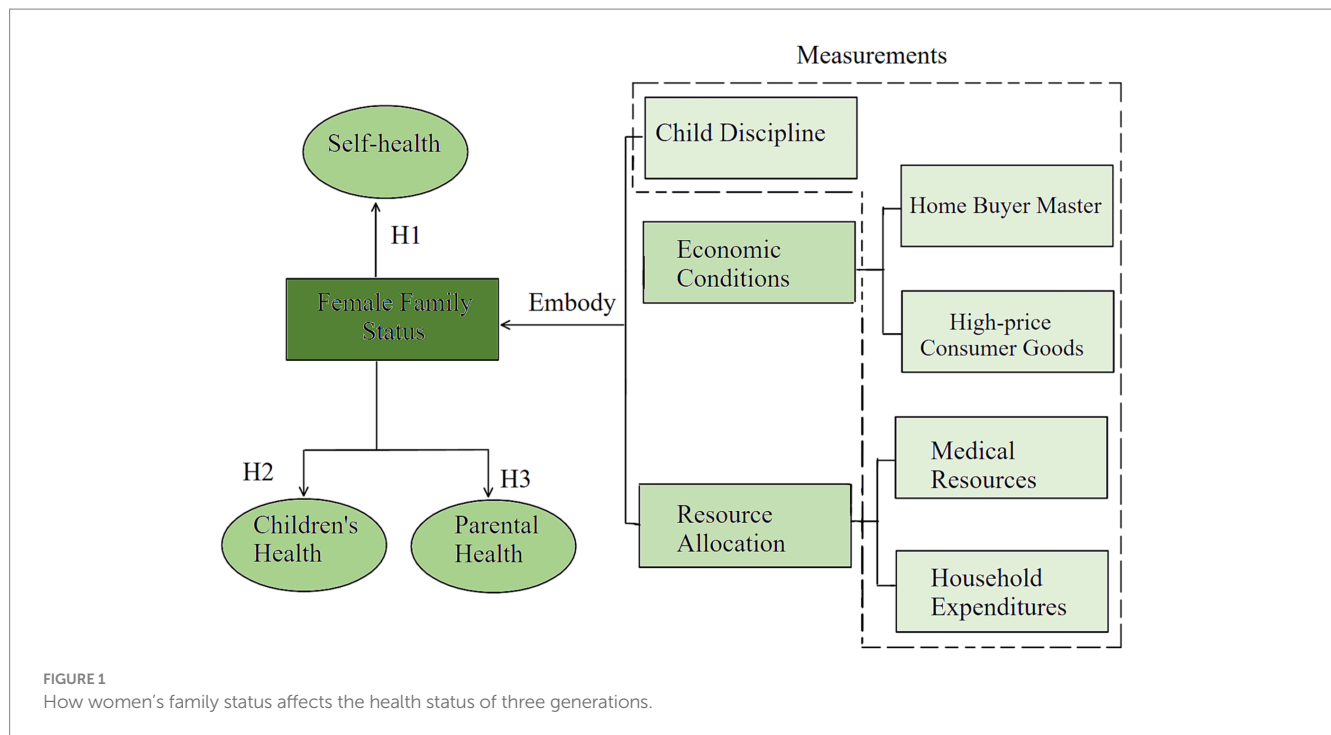 Measurements
Self-health
Child Discipline
Home Buyer Master
H1
Economic
Conditions
Female Family
Status
Embody
High-price
Consumer Goods
Medical
Resources
H2
H3
Children's
Health
Parental
Health
Resource
Allocation
Household
Expenditures
FIGURE 1
How women's family status affects the health status of three generations.